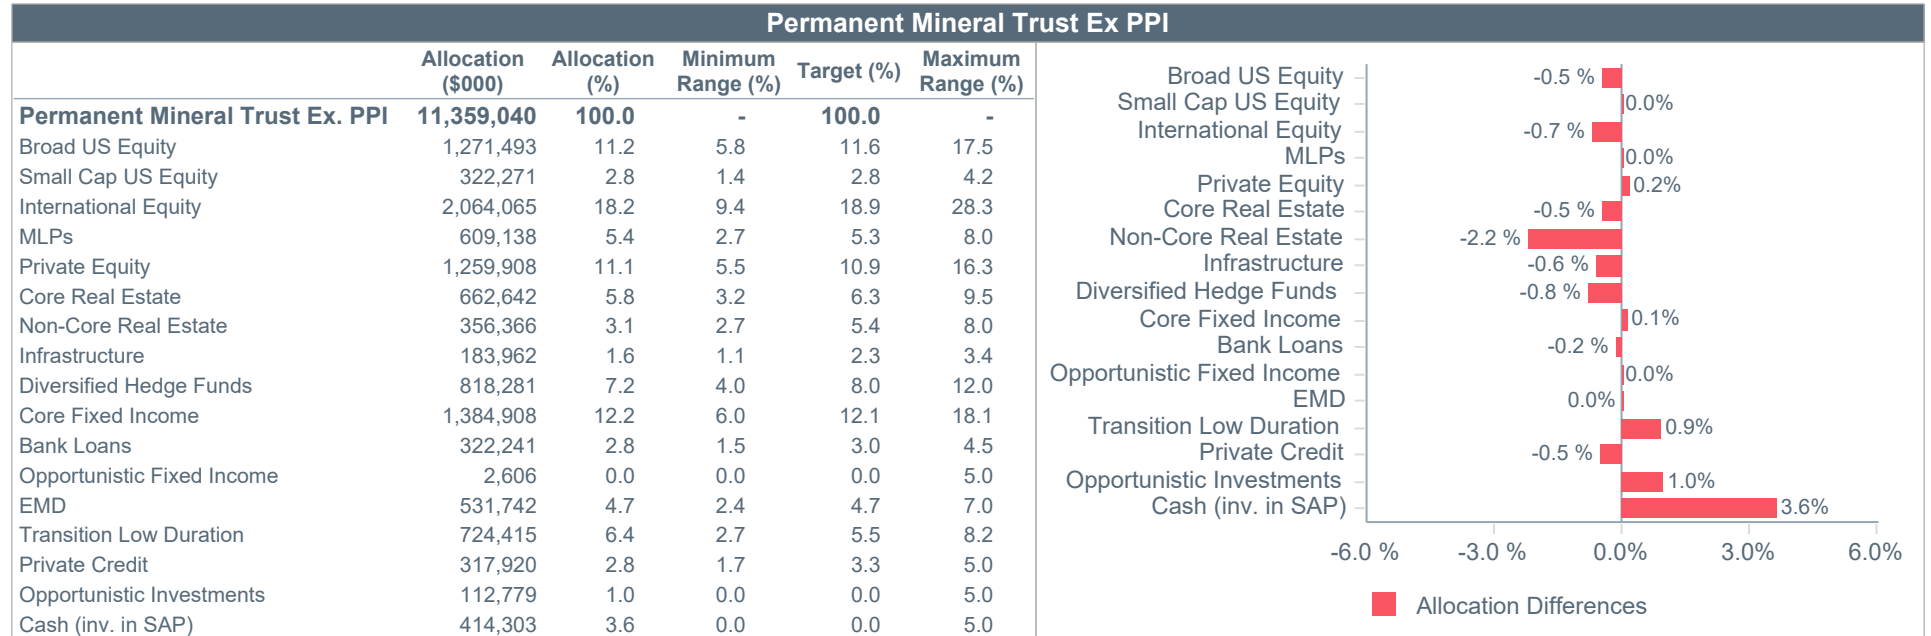 Permanent Mineral Trust Ex PPI
Allocation ($000) Allocation (%) Minimum Range (%) Target (%) Maximum Range (%)
Permanent Mineral Trust Ex. PPI 11,359,040 100.0 - 100.0 -
Broad US Equity 1,271,493 11.2 5.8 11.6 17.5
Small Cap US Equity 322,271 2.8 1.4 2.8 4.2
International Equity 2,064,065 18.2 9.4 18.9 28.3
MLPs 609,138 5.4 2.7 5.3 8.0
Private Equity 1,259,908 11.1 5.5 10.9 16.3
Core Real Estate 662,642 5.8 3.2 6.3 9.5
Non-Core Real Estate 356,366 3.1 2.7 5.4 8.0
Infrastructure 183,962 1.6 1.1 2.3 3.4
Diversified Hedge Funds 818,281 7.2 4.0 8.0 12.0
Core Fixed Income 1,384,908 12.2 6.0 12.1 18.1
Bank Loans 322,241 2.8 1.5 3.0 4.5
Opportunistic Fixed Income 2,606 0.0 0.0 0.0 5.0
EMD 531,742 4.7 2.4 4.7 7.0
Transition Low Duration 724,415 6.4 2.7 5.5 8.2
Private Credit 317,920 2.8 1.7 3.3 5.0
Opportunistic Investments 112,779 1.0 0.0 0.0 5.0
Cash (inv. in SAP) 414,303 3.6 0.0 0.0 5.0
Broad US Equity -0.5 %
Small Cap US Equity 0.0%
International Equity -0.7 %
MLPs 0.0%
Private Equity 0.2%
Core Real Estate -0.5 %
Non-Core Real Estate -2.2 %
Infrastructure -0.6 %
Diversified Hedge Funds -0.8 %
Core Fixed Income 0.1%
Bank Loans -0.2 %
Opportunistic Fixed Income 0.0%
EMD 0.0%
Transition Low Duration 0.9%
Private Credit -0.5 %
Opportunistic Investments 1.0%
Cash (inv. in SAP) 3.6%
-6.0 % -3.0 % 0.0% 3.0% 6.0%
Allocation Differences